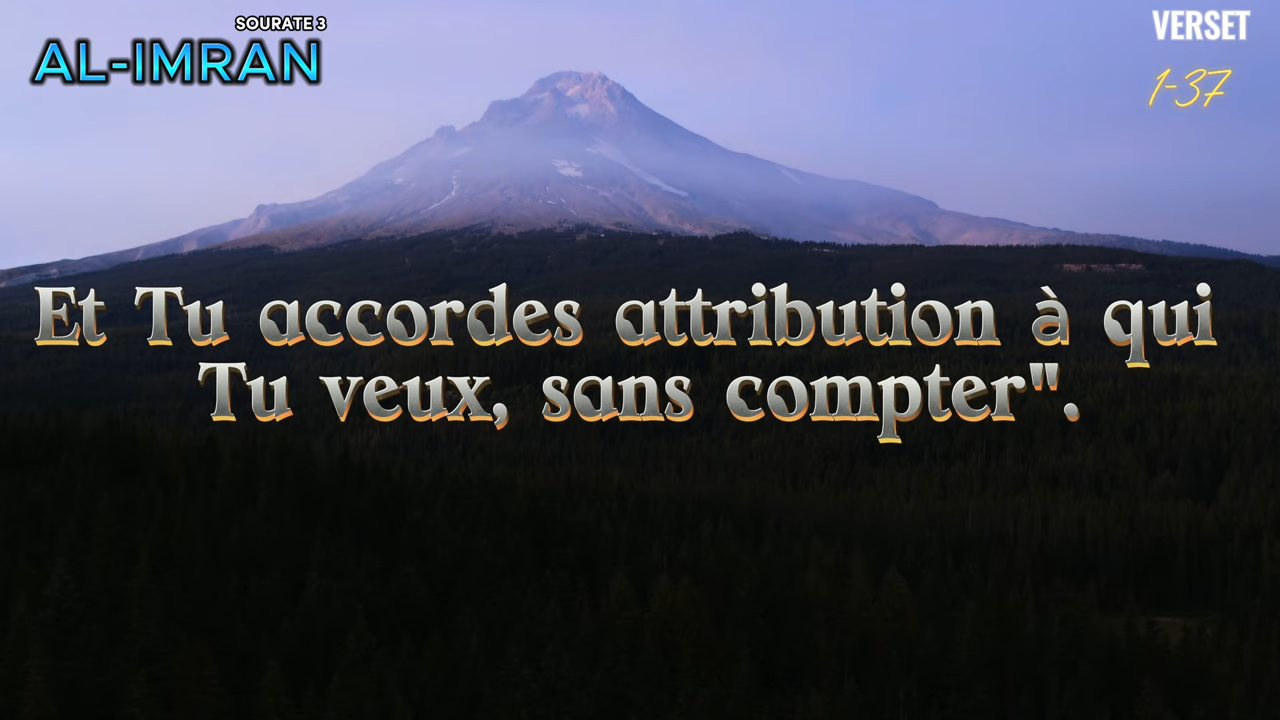 SOURATE 3
AL-IMRAN
VERSET
1-37
Et Tu accordes attribution à qui
Tu veux, sans compter".